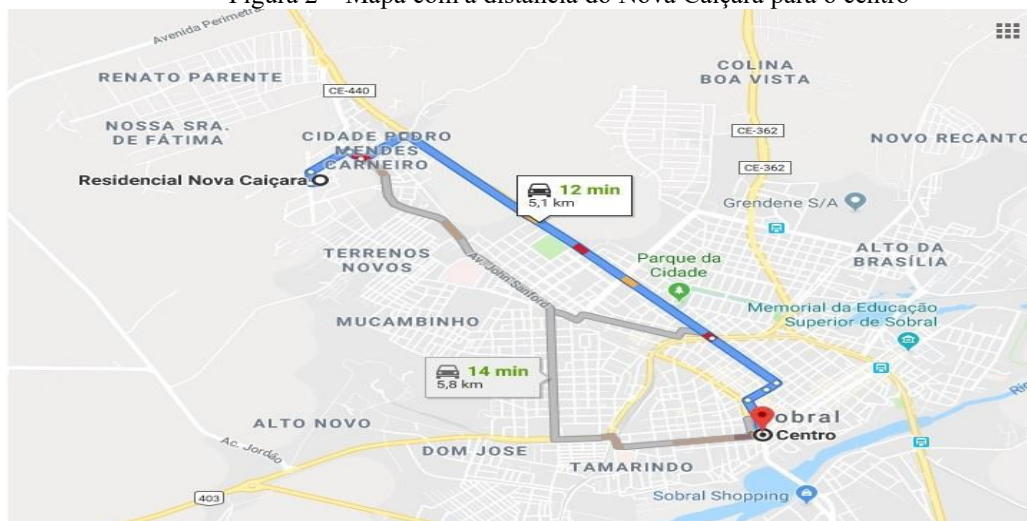 Figura 2 – Mapa com a distância do Nova Caiçara para o centro
Avenida Perimetral
COLINA
BOA VISTA
RENATO PARENTE
CE-440
NOSSA SRA.
DE FÁTIMA
CIDADE PEDRO
MENDES
CARNEIRO
CE-362
NOVO RECANTO
CE-362
Residencial Nova Caiçara
12 min
5,1 km
Grendene S/A
TERRENOS
NOVOS
Av. John Sanford
Parque da
Cidade
ALTO DA
BRASÍLIA
MUCAMBINHO
Memorial da Educação
Superior de Sobral
14 min
5,8 km
ALTO NOVO
obral
Centro
Ac. Jordão
DOM JOSE
TAMARINDO
403
Sobral Shopping